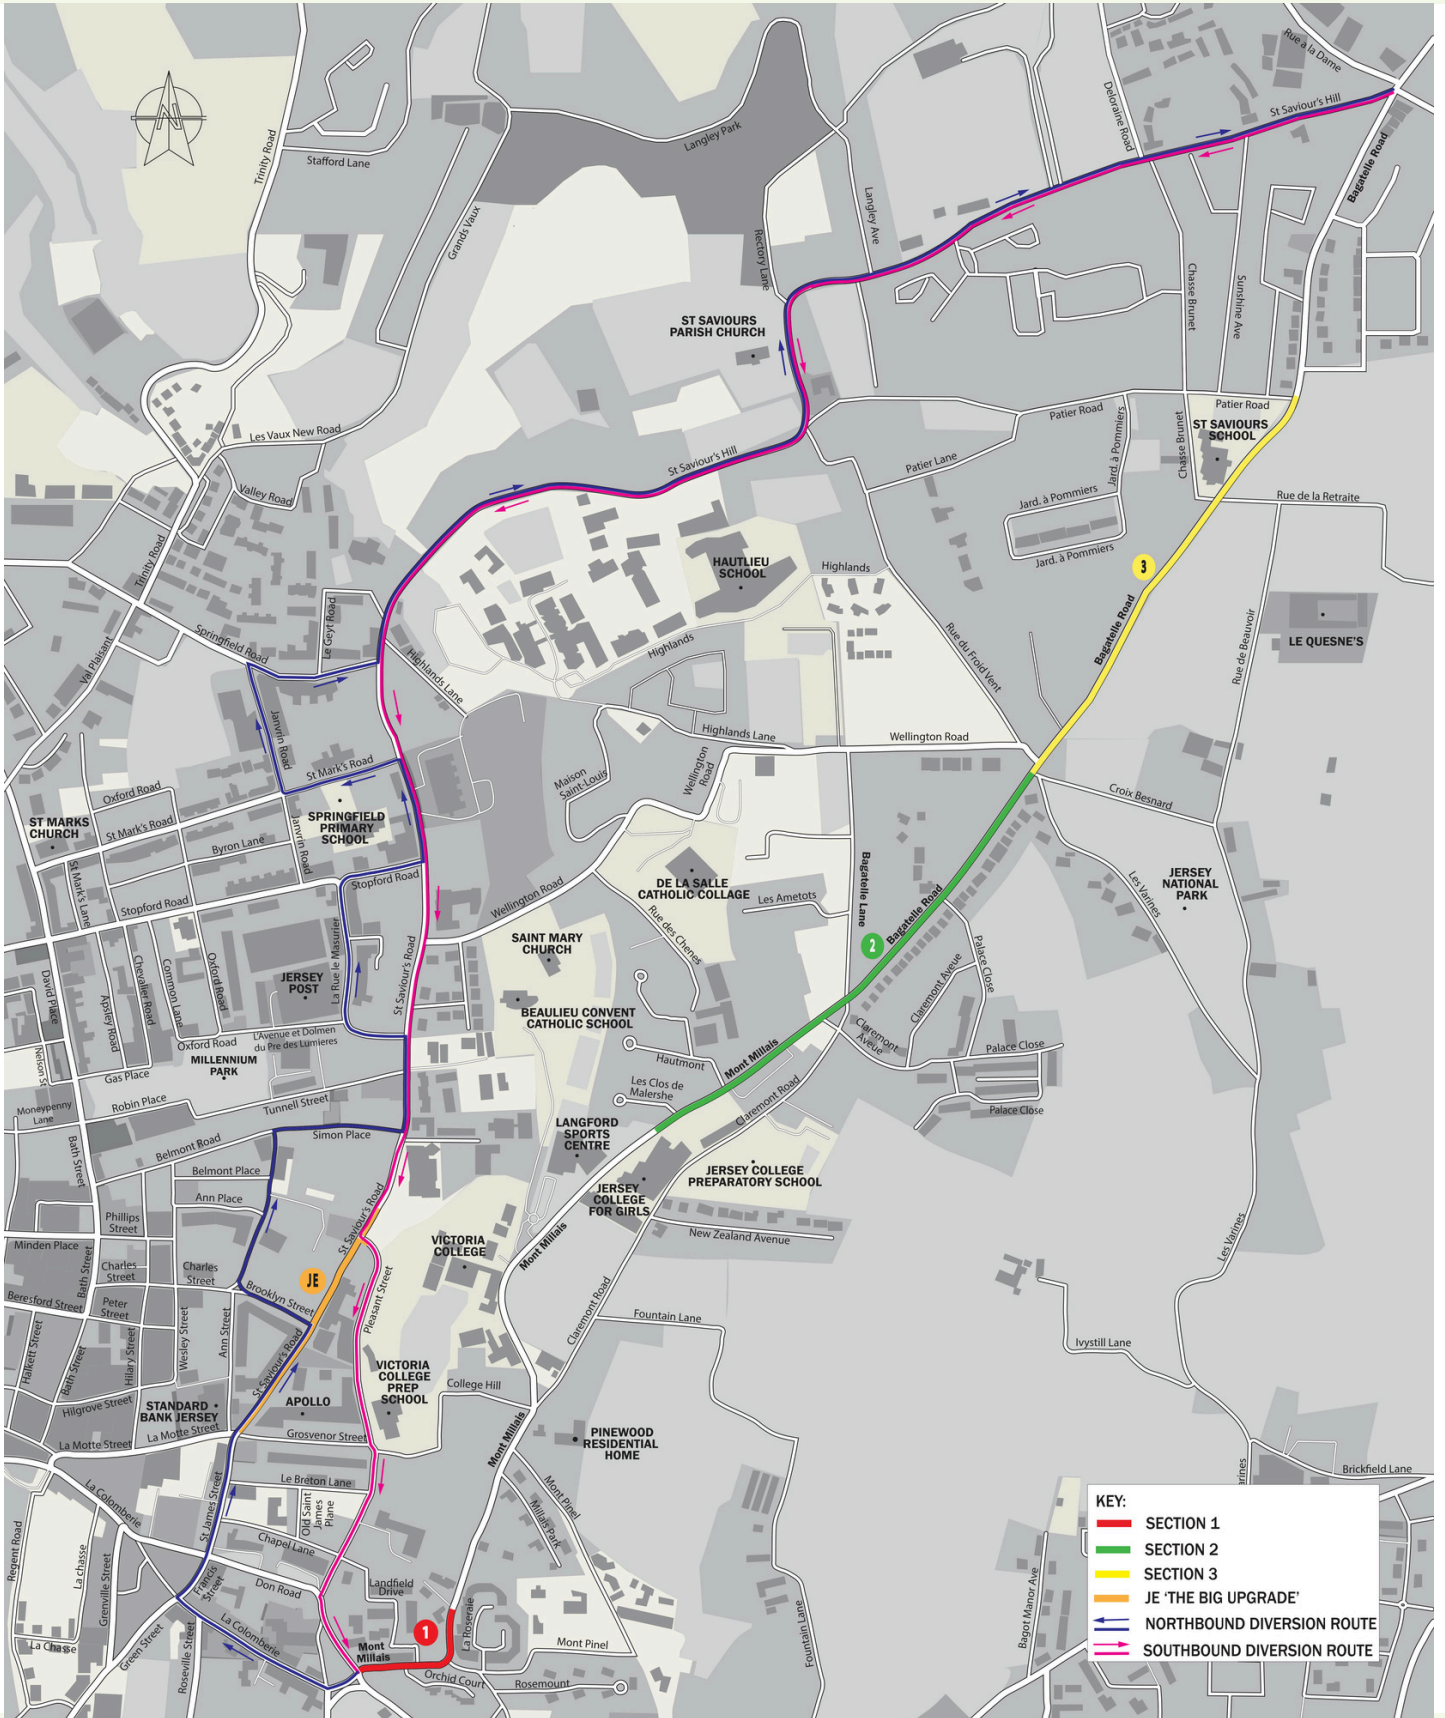 Rue a la Dame
St Saviour's Hill
Deloraine Road
Bagatelle Road
N
Trinity Road
Stafford Lane
Langley Park
Grands Vaux
Langley Ave
Rectory Lane
Chasse Brunet
Sunshine Ave
ST SAVIOURS
PARISH CHURCH
Patier Road
Patier Road
Jard. à Pommiers
Chasse Brunet
ST SAVIOURS
SCHOOL
Les Vaux New Road
St Saviour's Hill
Patier Lane
Valley Road
Jard. à Pommiers
Rue de la Retraite
Jard. à Pommiers
Trinity Road
HAUTLIEU
SCHOOL
Highlands
3
Bagatelle Road
Rue de Beauvoir
LE QUESNE'S
Le Geyt Road
Springfield Road
Val Plaisant
Highlands Lane
Highlands
Rue du Froid Vent
Janvrin Road
Highlands Lane
Wellington Road
Wellington
Road
St Mark's Road
Maison
Saint-Louis
Oxford Road
Croix Besnard
ST MARKS
CHURCH
St Mark's Road
SPRINGFIELD
PRIMARY
SCHOOL
Janvrin Road
Byron Lane
St Mark's Lane
Stopford Road
Stopford Road
Wellington Road
DE LA SALLE
CATHOLIC COLLAGE
Les Ametots
Bagatelle Lane
Bagatelle Road
2
Les Varines
JERSEY
NATIONAL
PARK
Rue des Chenes
SAINT MARY
CHURCH
La Rue le Masurier
St Saviour's Road
JERSEY
POST
David Place
Apsley Road
Chevalier Road
Common Lane
Oxford Road
Palace Close
Claremont Aveue
BEAULIEU CONVENT
CATHOLIC SCHOOL
Claremont
Aveue
Palace Close
L'Avenue et Dolmen
du Pre des Lumieres
Oxford Road
MILLENNIUM
PARK
Nelson St
Gas Place
Hautmont
Mont Millais
Les Clos de
Malershe
Claremont Road
Palace Close
Moneypenny
Lane
Robin Place
Tunnell Street
Simon Place
LANGFORD
SPORTS
CENTRE
Bath Street
Belmont Road
Belmont Place
Ann Place
JERSEY COLLEGE
PREPARATORY SCHOOL
JERSEY
COLLEGE
FOR GIRLS
Phillips
Street
St Saviour's Road
New Zealand Avenue
Minden Place
VICTORIA
COLLEGE
Mont Millais
Les Varines
Bath Street
Charles
Street
Charles
Street
JE
Brooklyn Street
Pleasant Street
Beresford Street
Peter
Street
Claremont Road
Fountain Lane
Halkett Street
Bath Street
Hilary Street
Wesley Street
Ann Street
St Saviour's Road
Ivystill Lane
VICTORIA
COLLEGE
PREP
SCHOOL
College Hill
Hilgrove Street
STANDARD
BANK JERSEY
APOLLO
La Motte Street
La Motte Street
Grosvenor Street
Mont Millais
PINEWOOD
RESIDENTIAL
HOME
Le Breton Lane
La Colomberie
St James Street
Old Saint
James
Plane
Chapel Lane
Mont Pinel
Millais Park
Brickfield Lane
Regent Road
La chasse
Grenville Street
Francis
Street
Don Road
Landfield
Drive
La Roseraie
1
Mont
Millais
Mont Pinel
Fountain Lane
Bagot Manor Ave
La Chasse
Green Street
Roseville Street
La Colomberie
Orchid Court
Rosemount
KEY:
SECTION 1
SECTION 2
SECTION 3
JE 'THE BIG UPGRADE'
NORTHBOUND DIVERSION ROUTE
SOUTHBOUND DIVERSION ROUTE